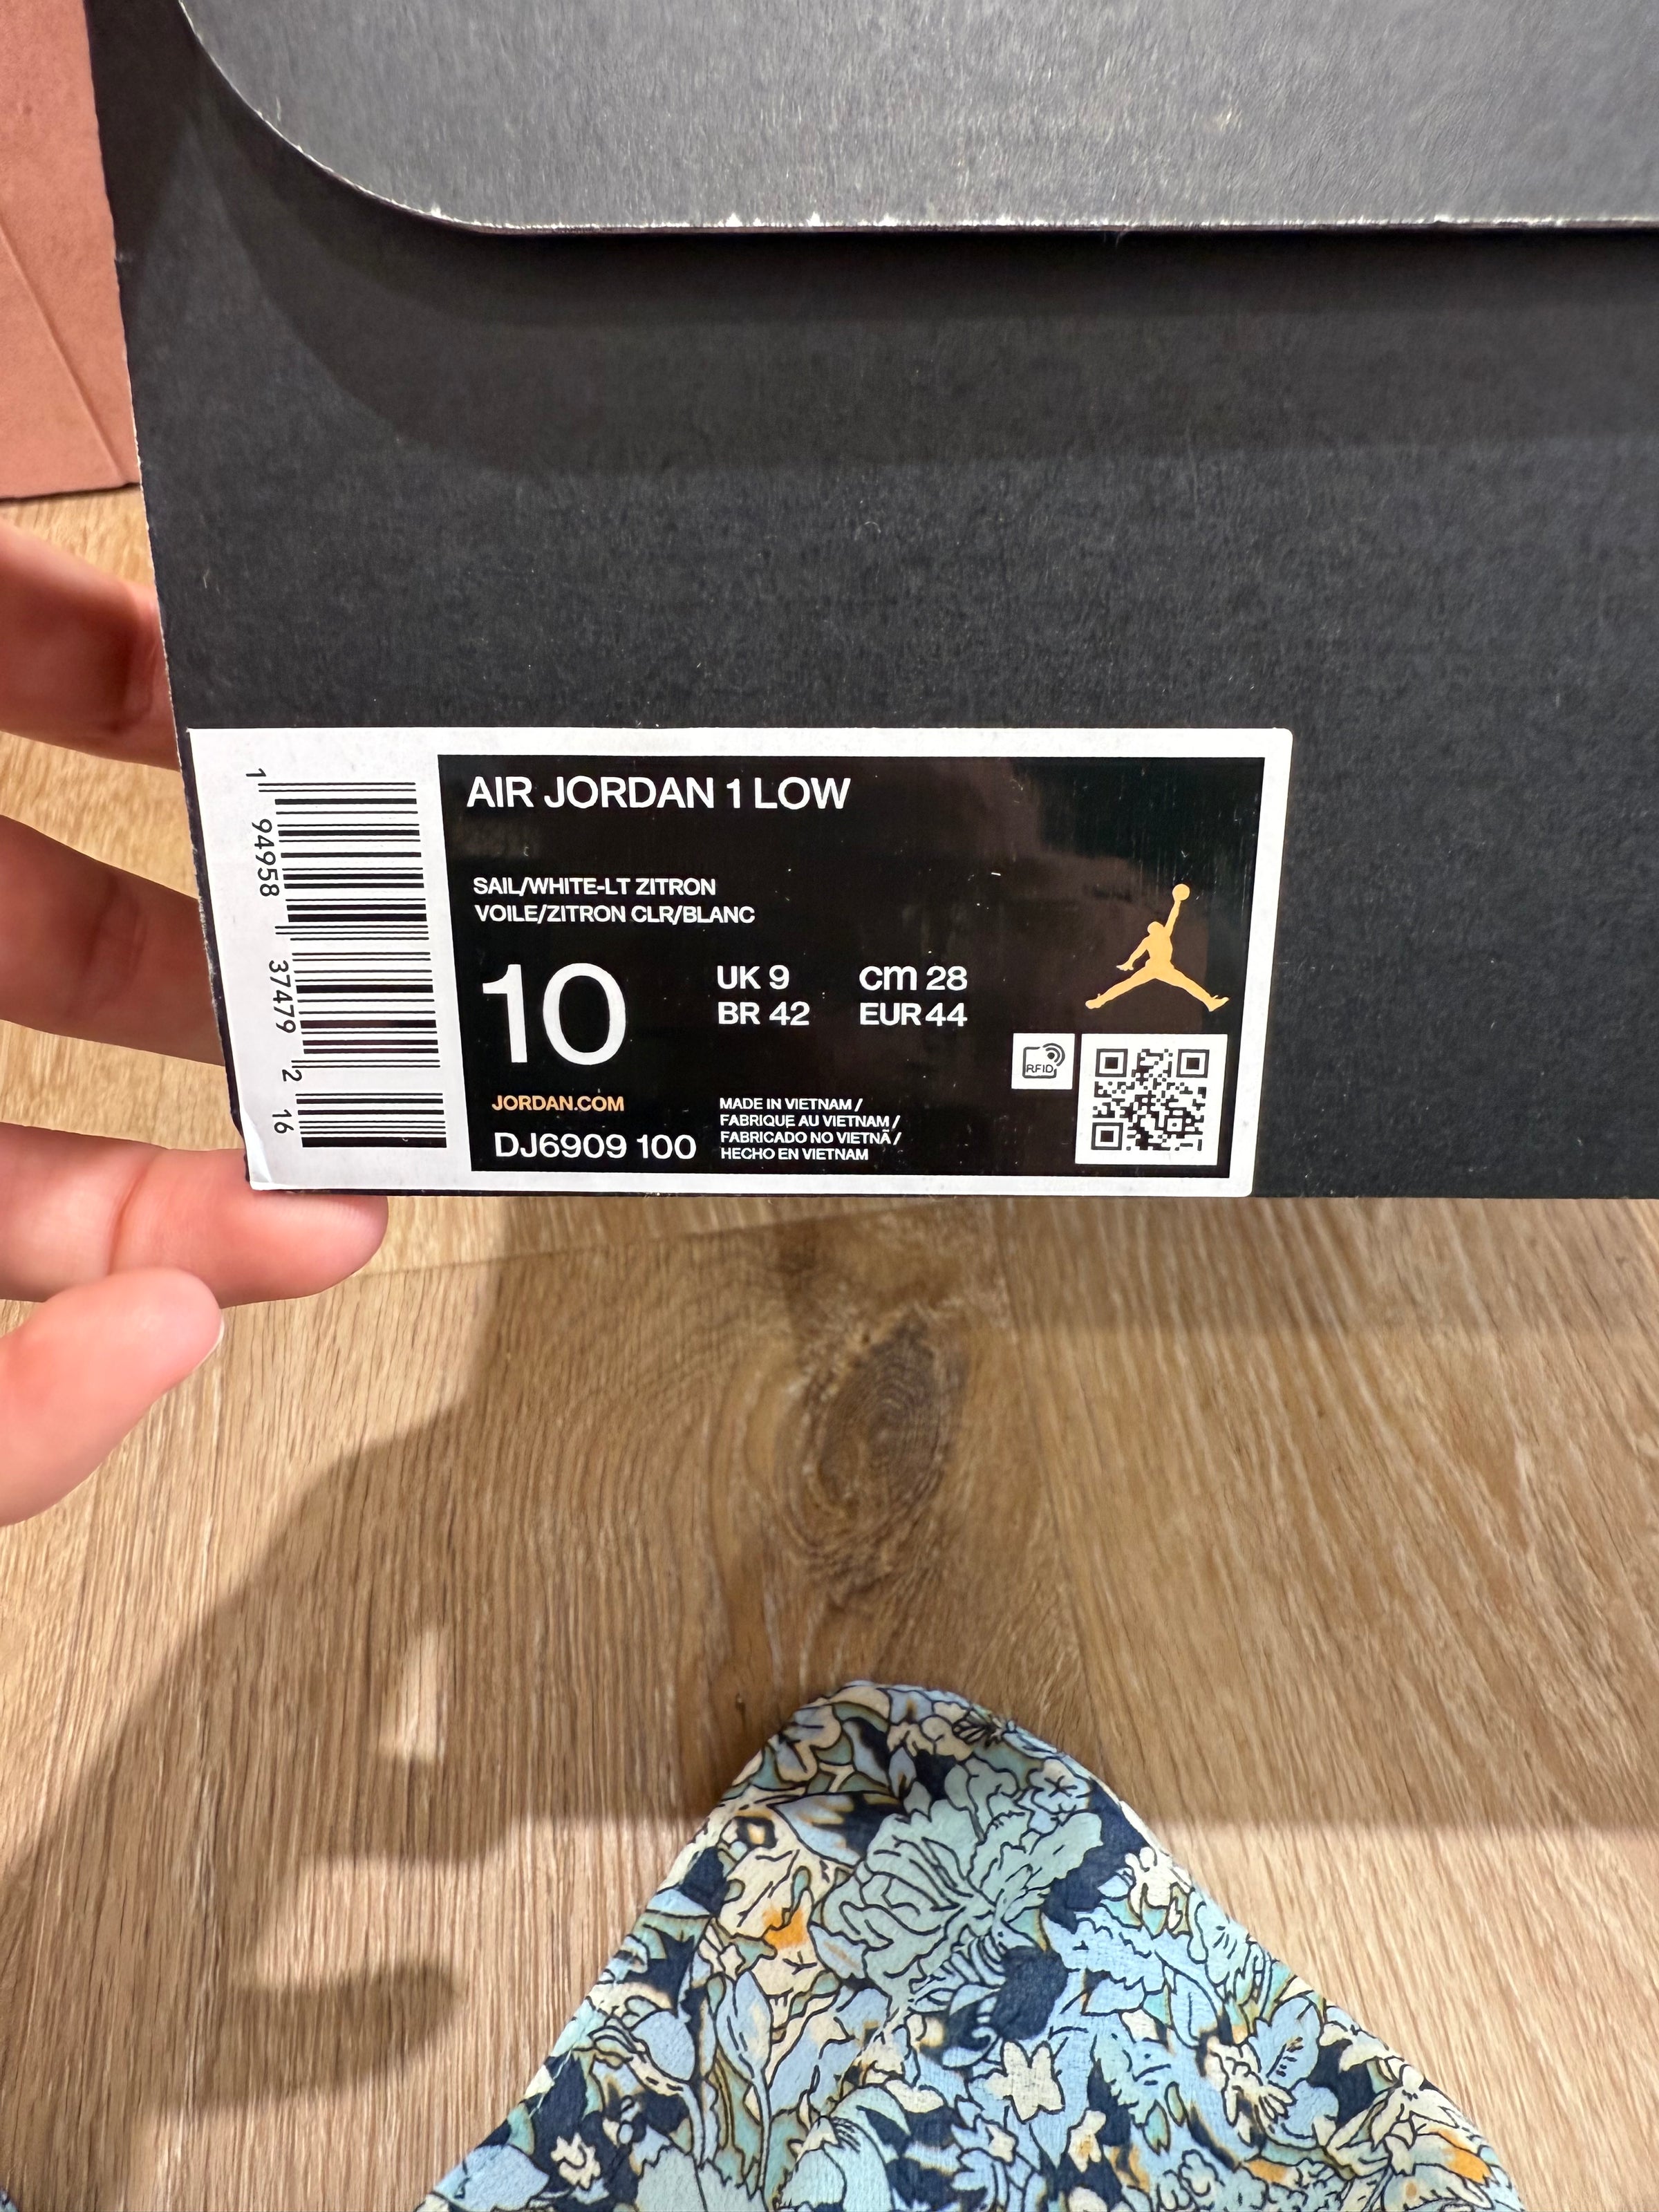 AIR JORDAN 1 LOW
SAIL/WHITE-LT ZITRON
VOILE/ZITRON CLR/BLANC
10
UK 9 cm 28
BR 42 EUR 44
RFID
JORDAN.COM
DJ6909 100
MADE IN VIETNAM /
FABRIQUE AU VIETNAM /
FABRICADO NO VIETNÃ /
HECHO EN VIETNAM
1 94958 37479 2 16